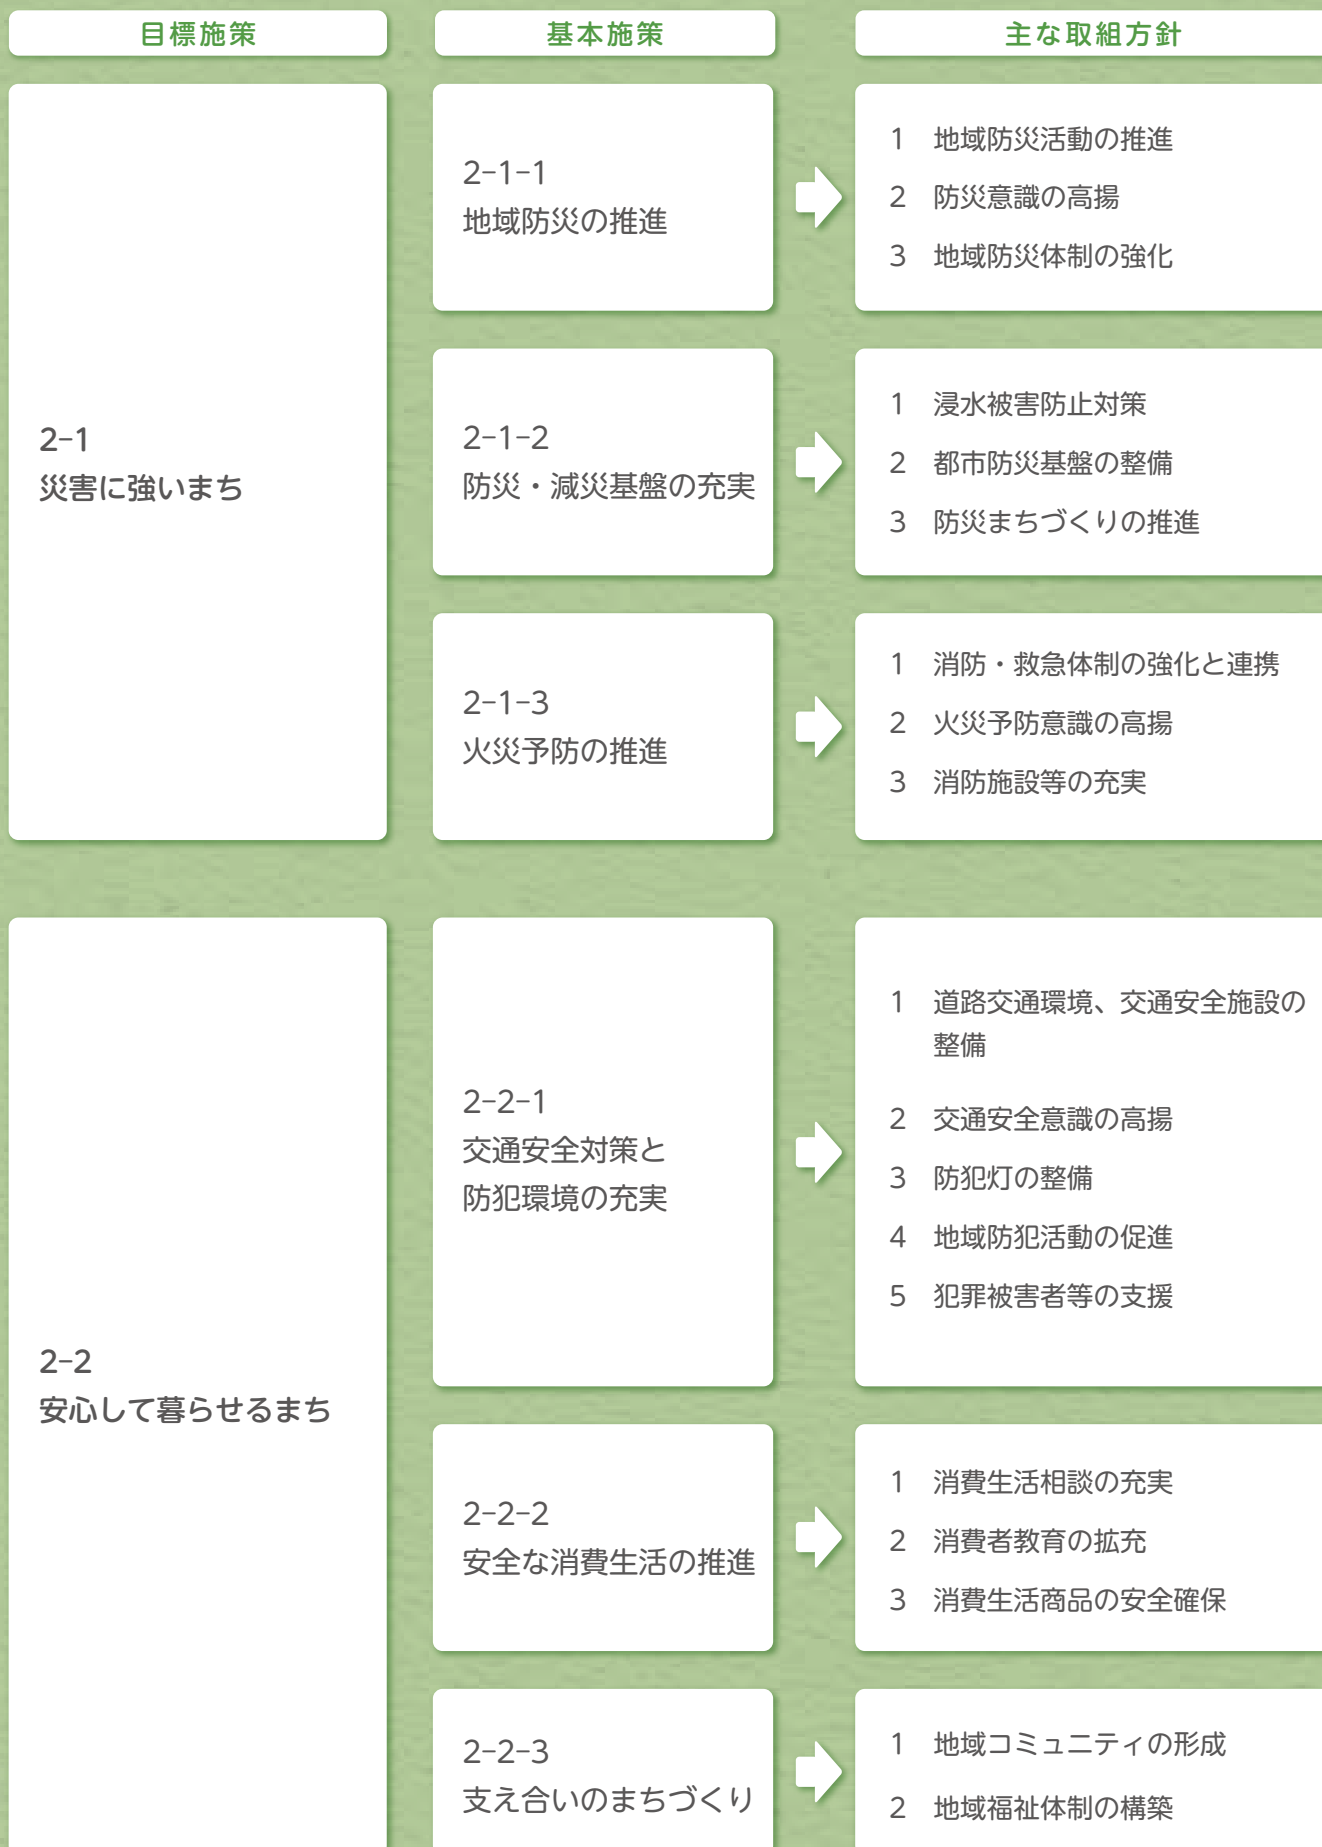 目標施策
基本施策
主な取組方針
2-1
災害に強いまち
2-1-1
地域防災の推進
1 地域防災活動の推進
2 防災意識の高揚
3 地域防災体制の強化
2-1-2
防災・減災基盤の充実
1 浸水被害防止対策
2 都市防災基盤の整備
3 防災まちづくりの推進
2-1-3
火災予防の推進
1 消防・救急体制の強化と連携
2 火災予防意識の高揚
3 消防施設等の充実
2-2
安心して暮らせるまち
2-2-1
交通安全対策と
防犯環境の充実
1 道路交通環境、交通安全施設の
整備
2 交通安全意識の高揚
3 防犯灯の整備
4 地域防犯活動の促進
5 犯罪被害者等の支援
2-2-2
安全な消費生活の推進
1 消費生活相談の充実
2 消費者教育の拡充
3 消費生活商品の安全確保
2-2-3
支え合いのまちづくり
1 地域コミュニティの形成
2 地域福祉体制の構築